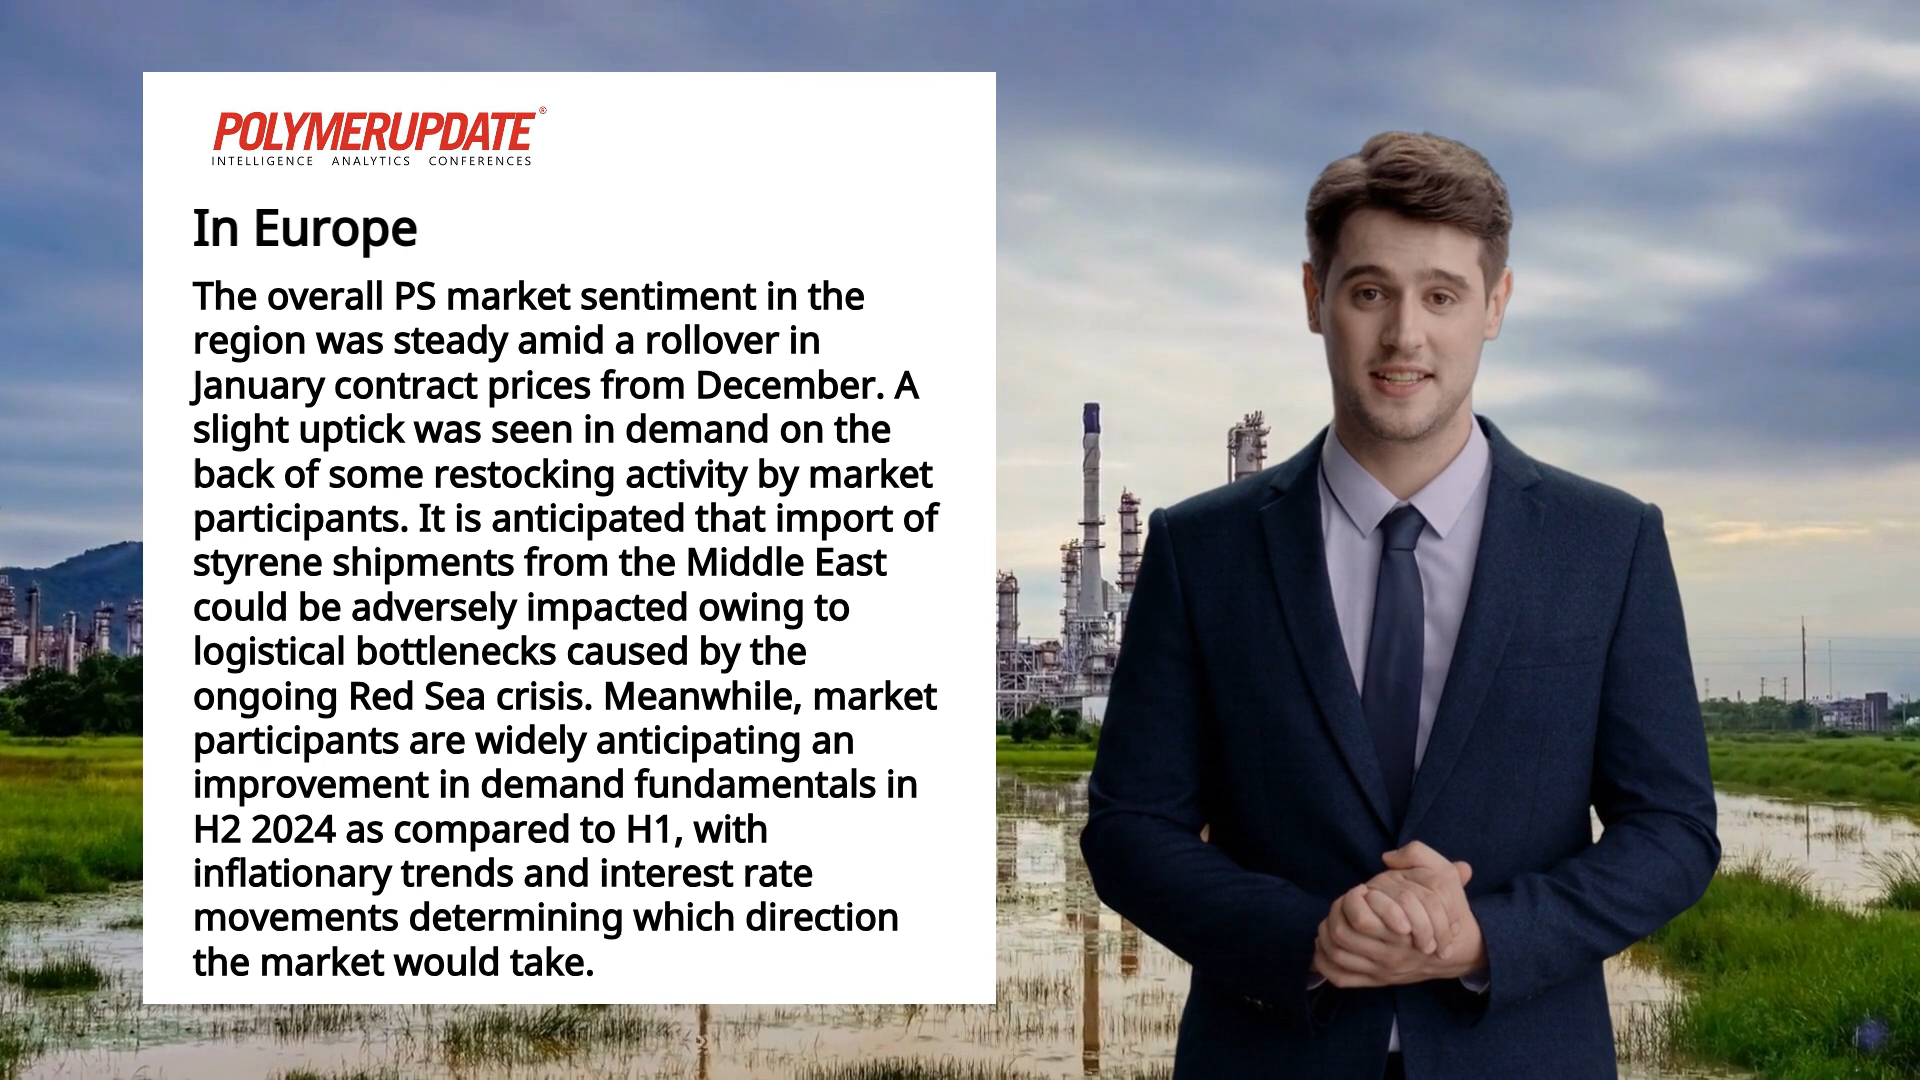 POLYMERUPDATE®
INTELLIGENCE ANALYTICS CONFERENCES
In Europe
The overall PS market sentiment in the
region was steady amid a rollover in
January contract prices from December. A
slight uptick was seen in demand on the
back of some restocking activity by market
participants. It is anticipated that import of
styrene shipments from the Middle East
could be adversely impacted owing to
logistical bottlenecks caused by the
ongoing Red Sea crisis. Meanwhile, market
participants are widely anticipating an
improvement in demand fundamentals in
H2 2024 as compared to H1, with
inflationary trends and interest rate
movements determining which direction
the market would take.